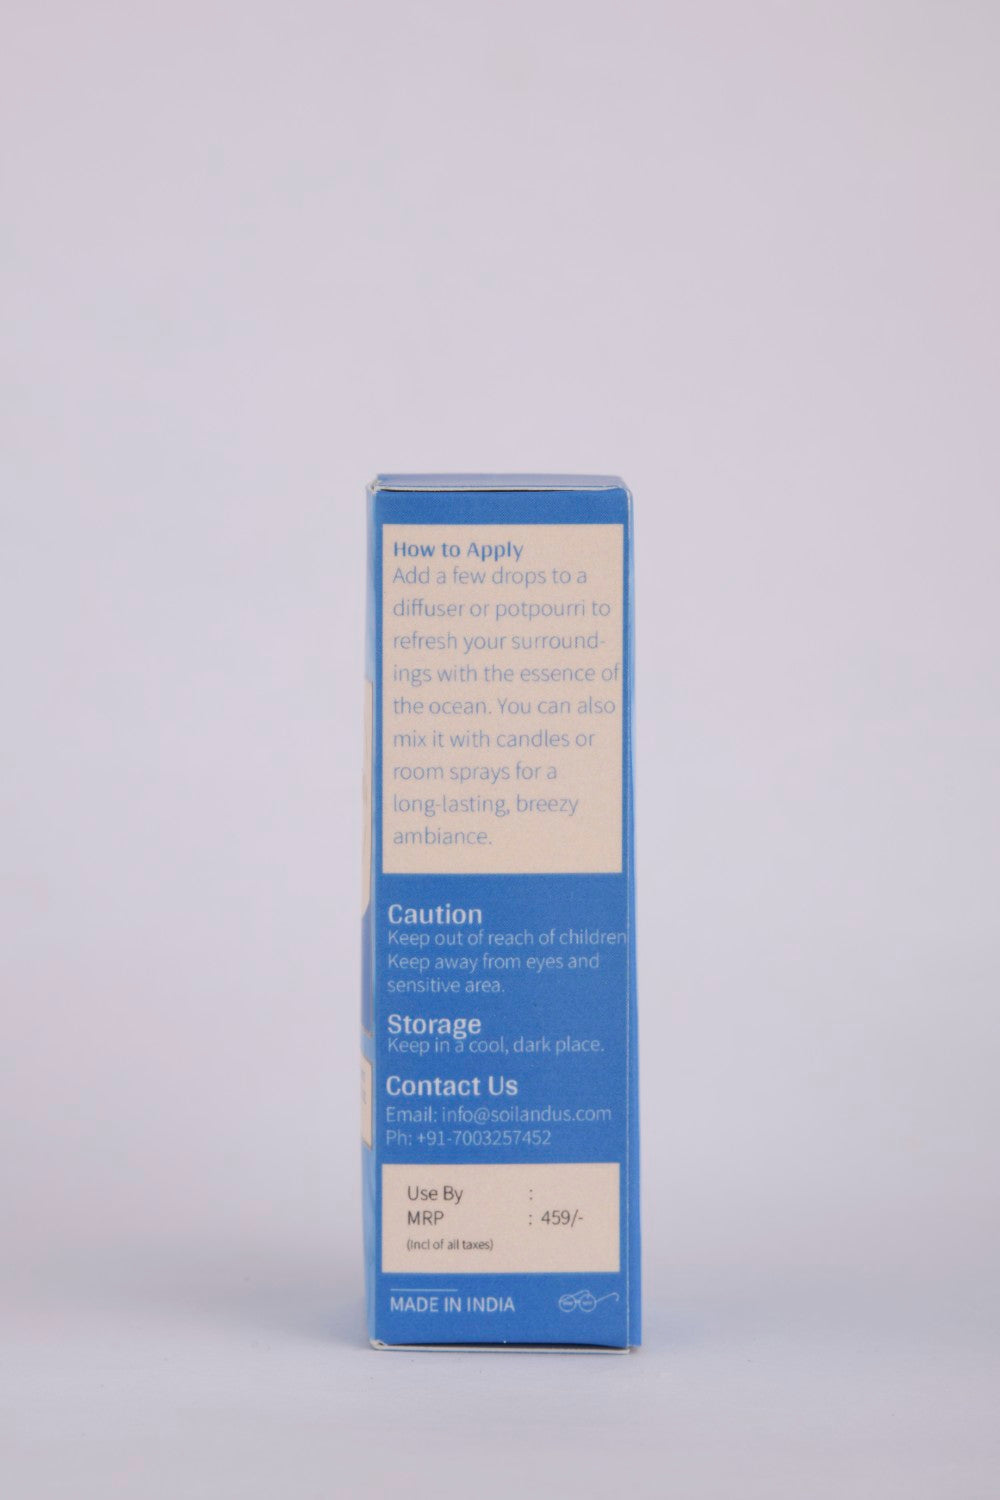 How to Apply
Add a few drops to a
diffuser or potpourri to
refresh your surround-
ings with the essence of
the ocean. You can also
mix it with candles or
room sprays for a
long-lasting, breezy
ambiance.
Caution
Keep out of reach of children
Keep away from eyes and
sensitive area.
Storage
Keep in a cool, dark place.
Contact Us
Email: info@soilandus.com
Ph: +91-7003257452
Use By :
MRP : 459/-
(Incl of all taxes)
MADE IN INDIA